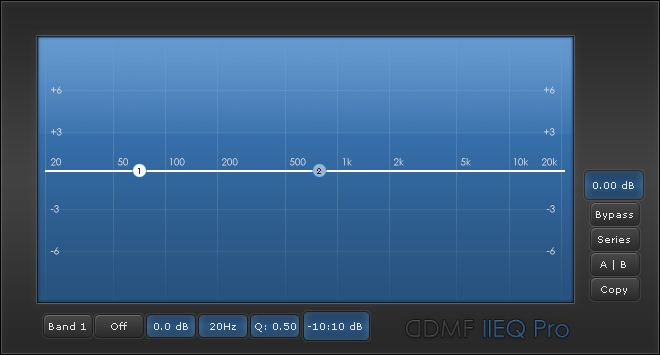 +6 +6
+3 +3
20 50 100 200 500 1k 2k 5k 10k 20k
1 2
-3 -3
-6 -6
0.00 dB
Bypass
Series
A | B
Copy
Band 1 Off 0.0 dB 20Hz Q: 0.50 -10:10 dB
DDMF IIEQ Pro